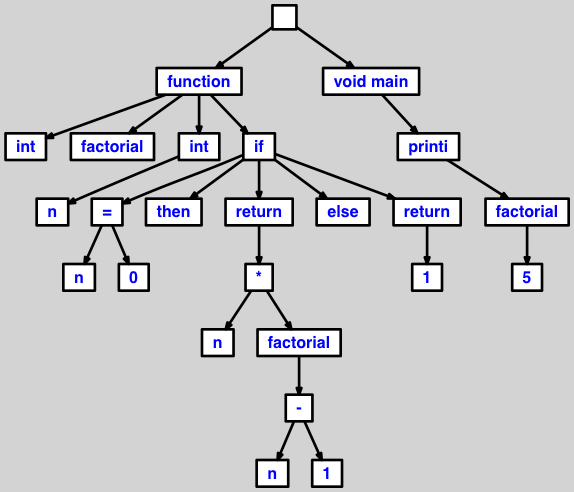 function void main
int factorial int if printi
n = then return else return factorial
n 0 * 1 5
n factorial
-
n 1